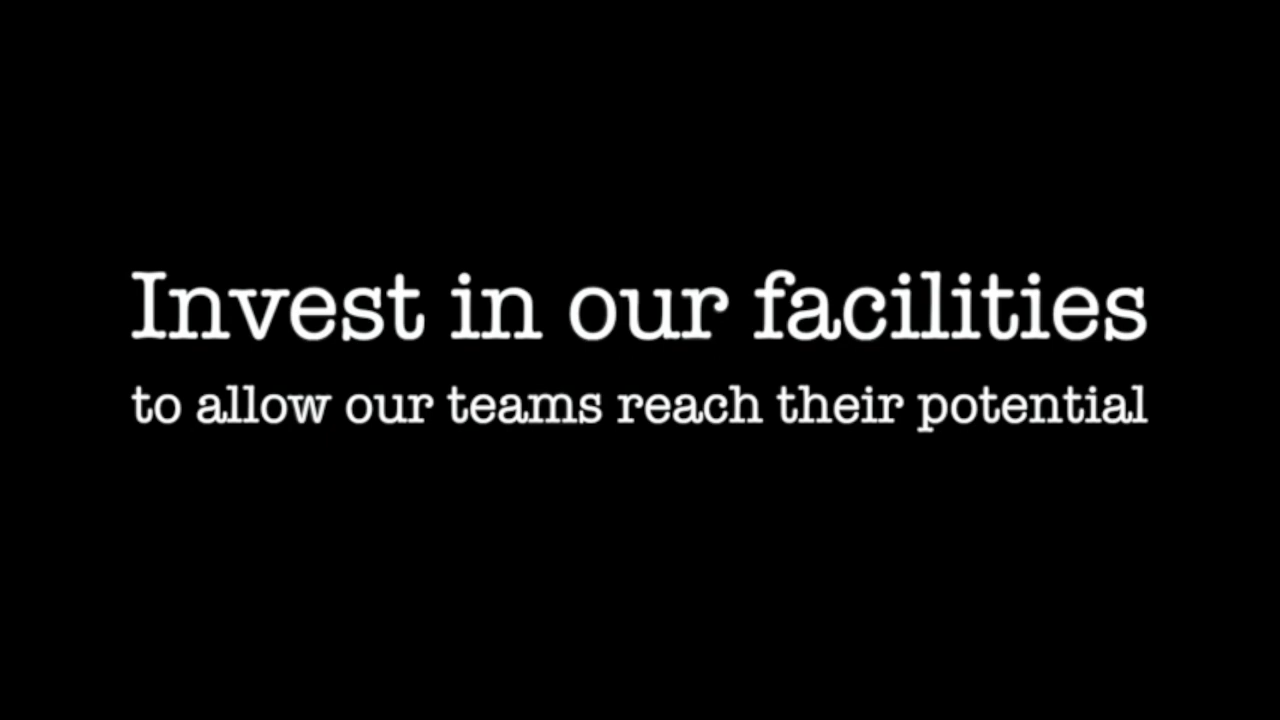 Invest in our facilities
to allow our teams reach their potential